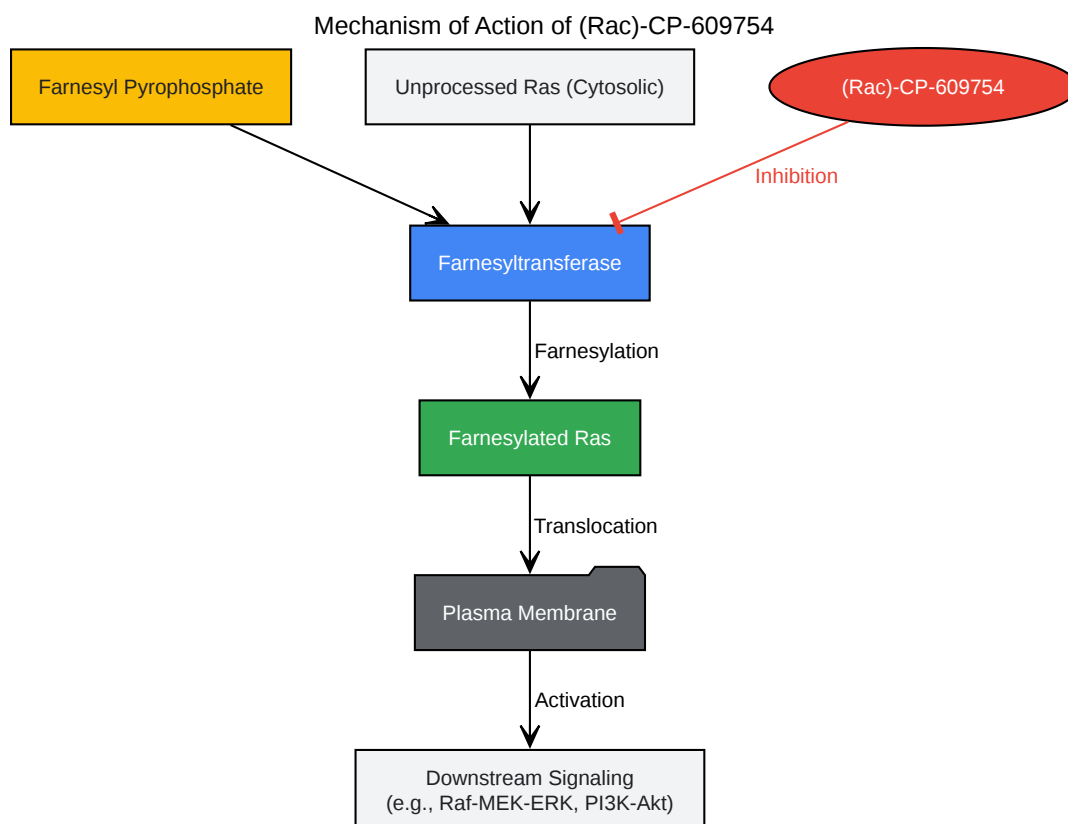 Mechanism of Action of (Rac)-CP-609754
Farnesyl Pyrophosphate
Unprocessed Ras (Cytosolic)
(Rac)-CP-609754
Inhibition
Farnesyltransferase
Farnesylation
Farnesylated Ras
Translocation
Plasma Membrane
Activation
Downstream Signaling
(e.g., Raf-MEK-ERK, PI3K-Akt)